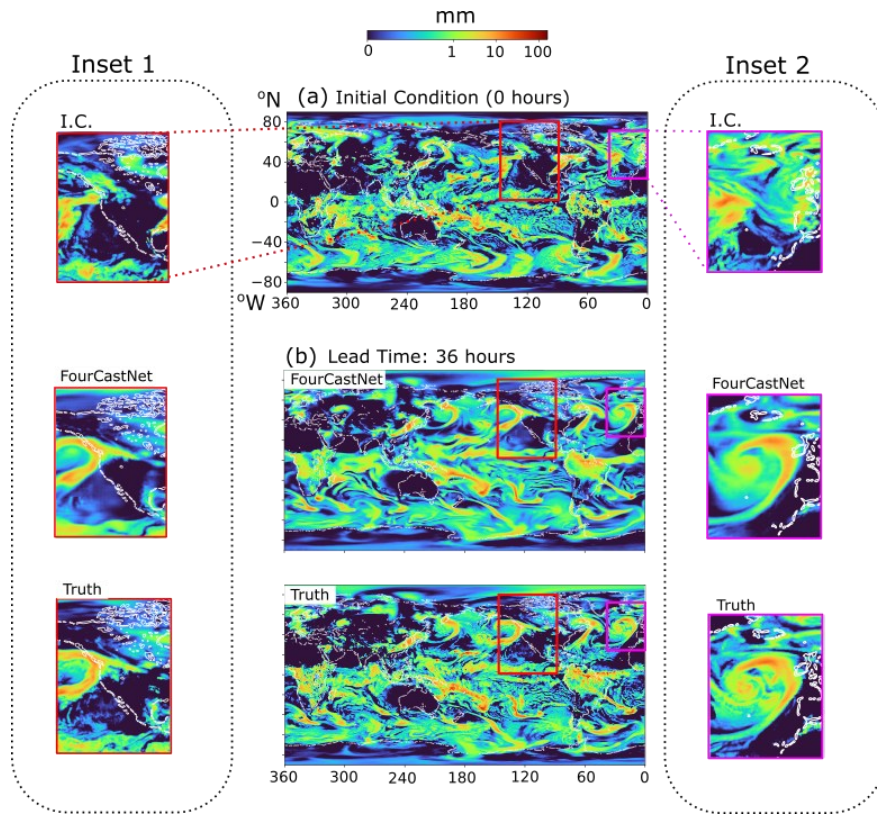 mm
0 1 10 100
Inset 1
Inset 2
(a) Initial Condition (0 hours)
°N
80
40
0
−40
−80
°W
360 300 240 180 120 60 0
I.C.
I.C.
(b) Lead Time: 36 hours
FourCastNet
FourCastNet
FourCastNet
Truth
Truth
Truth
360 300 240 180 120 60 0